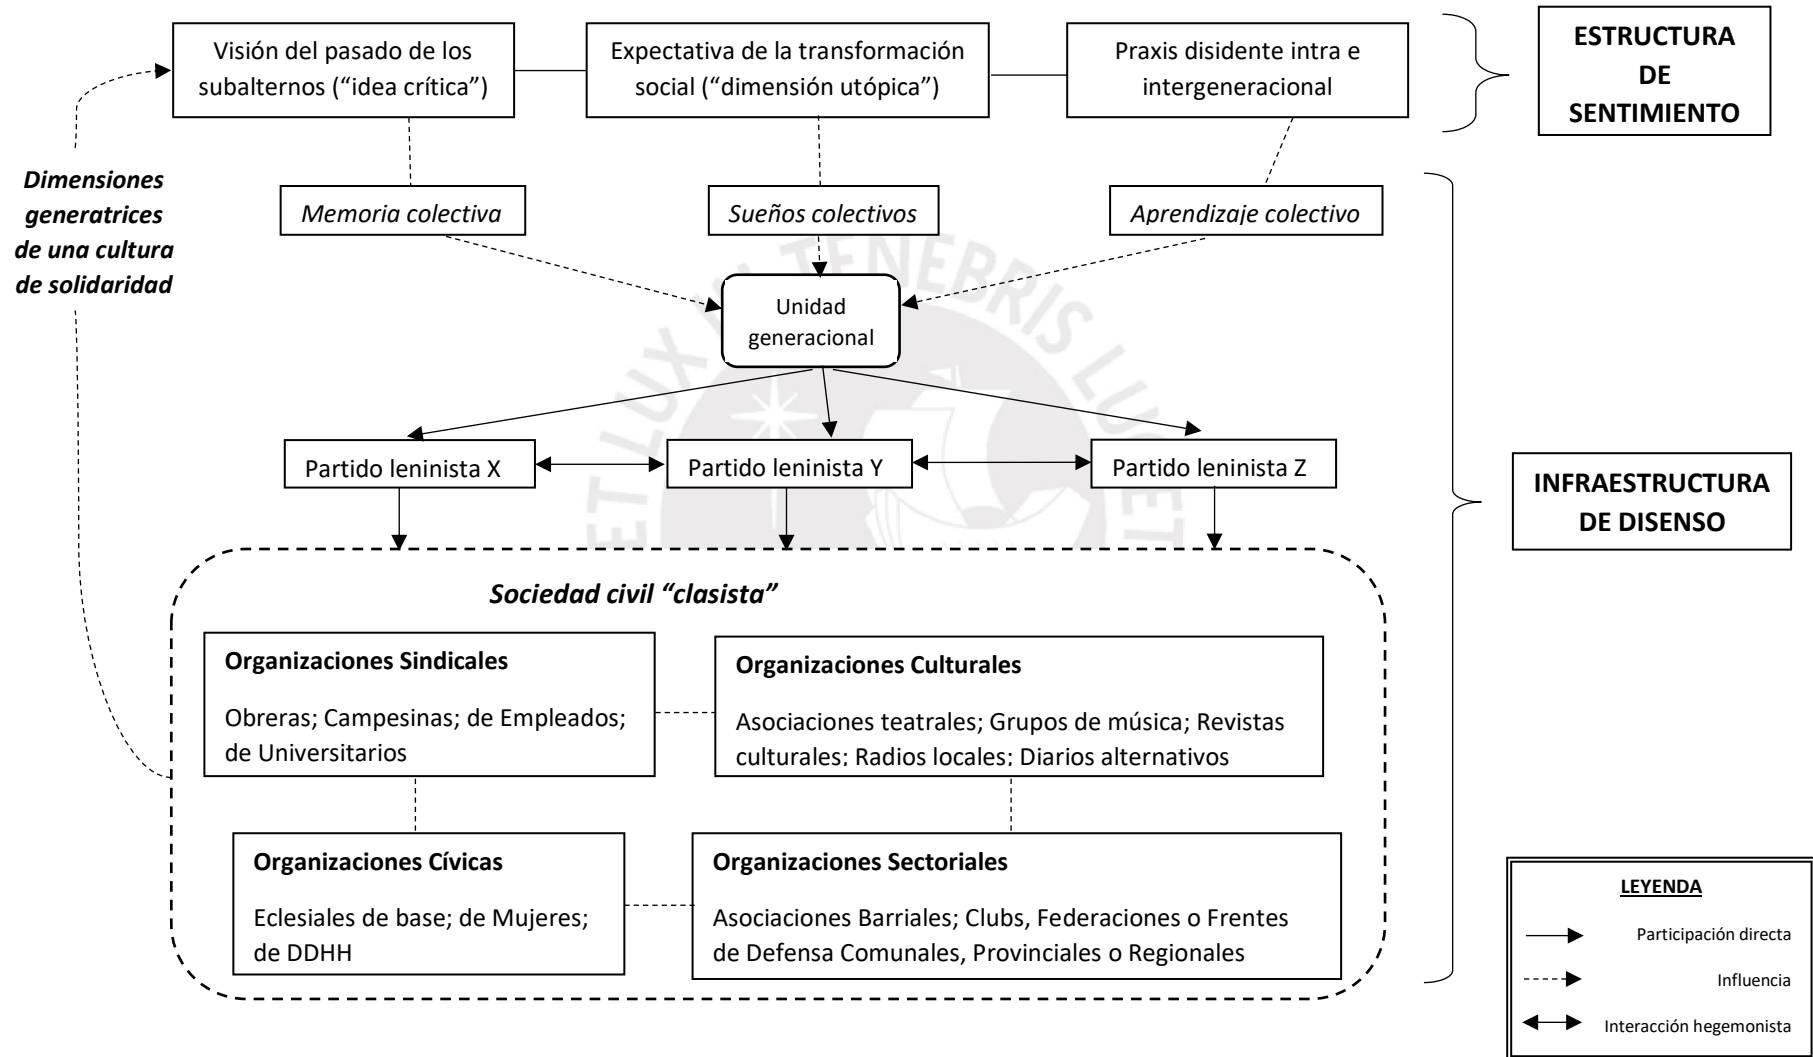 Visión del pasado de los
subalternos (“idea crítica”)
Expectativa de la transformación
social (“dimensión utópica”)
Praxis disidente intra e
intergeneracional
ESTRUCTURA
DE
SENTIMIENTO
Dimensiones
generatrices
de una cultura
de solidaridad
Memoria colectiva
Sueños colectivos
Aprendizaje colectivo
Unidad
generacional
Partido leninista X
Partido leninista Y
Partido leninista Z
INFRAESTRUCTURA
DE DISENSO
Sociedad civil “clasista”
Organizaciones Sindicales
Obreras; Campesinas; de Empleados;
de Universitarios
Organizaciones Culturales
Asociaciones teatrales; Grupos de música; Revistas
culturales; Radios locales; Diarios alternativos
Organizaciones Cívicas
Eclesiales de base; de Mujeres;
de DDHH
Organizaciones Sectoriales
Asociaciones Barriales; Clubs, Federaciones o Frentes
de Defensa Comunales, Provinciales o Regionales
LEYENDA
Participación directa
Influencia
Interacción hegemonista
ET LUX IN TENEBRIS LUCET